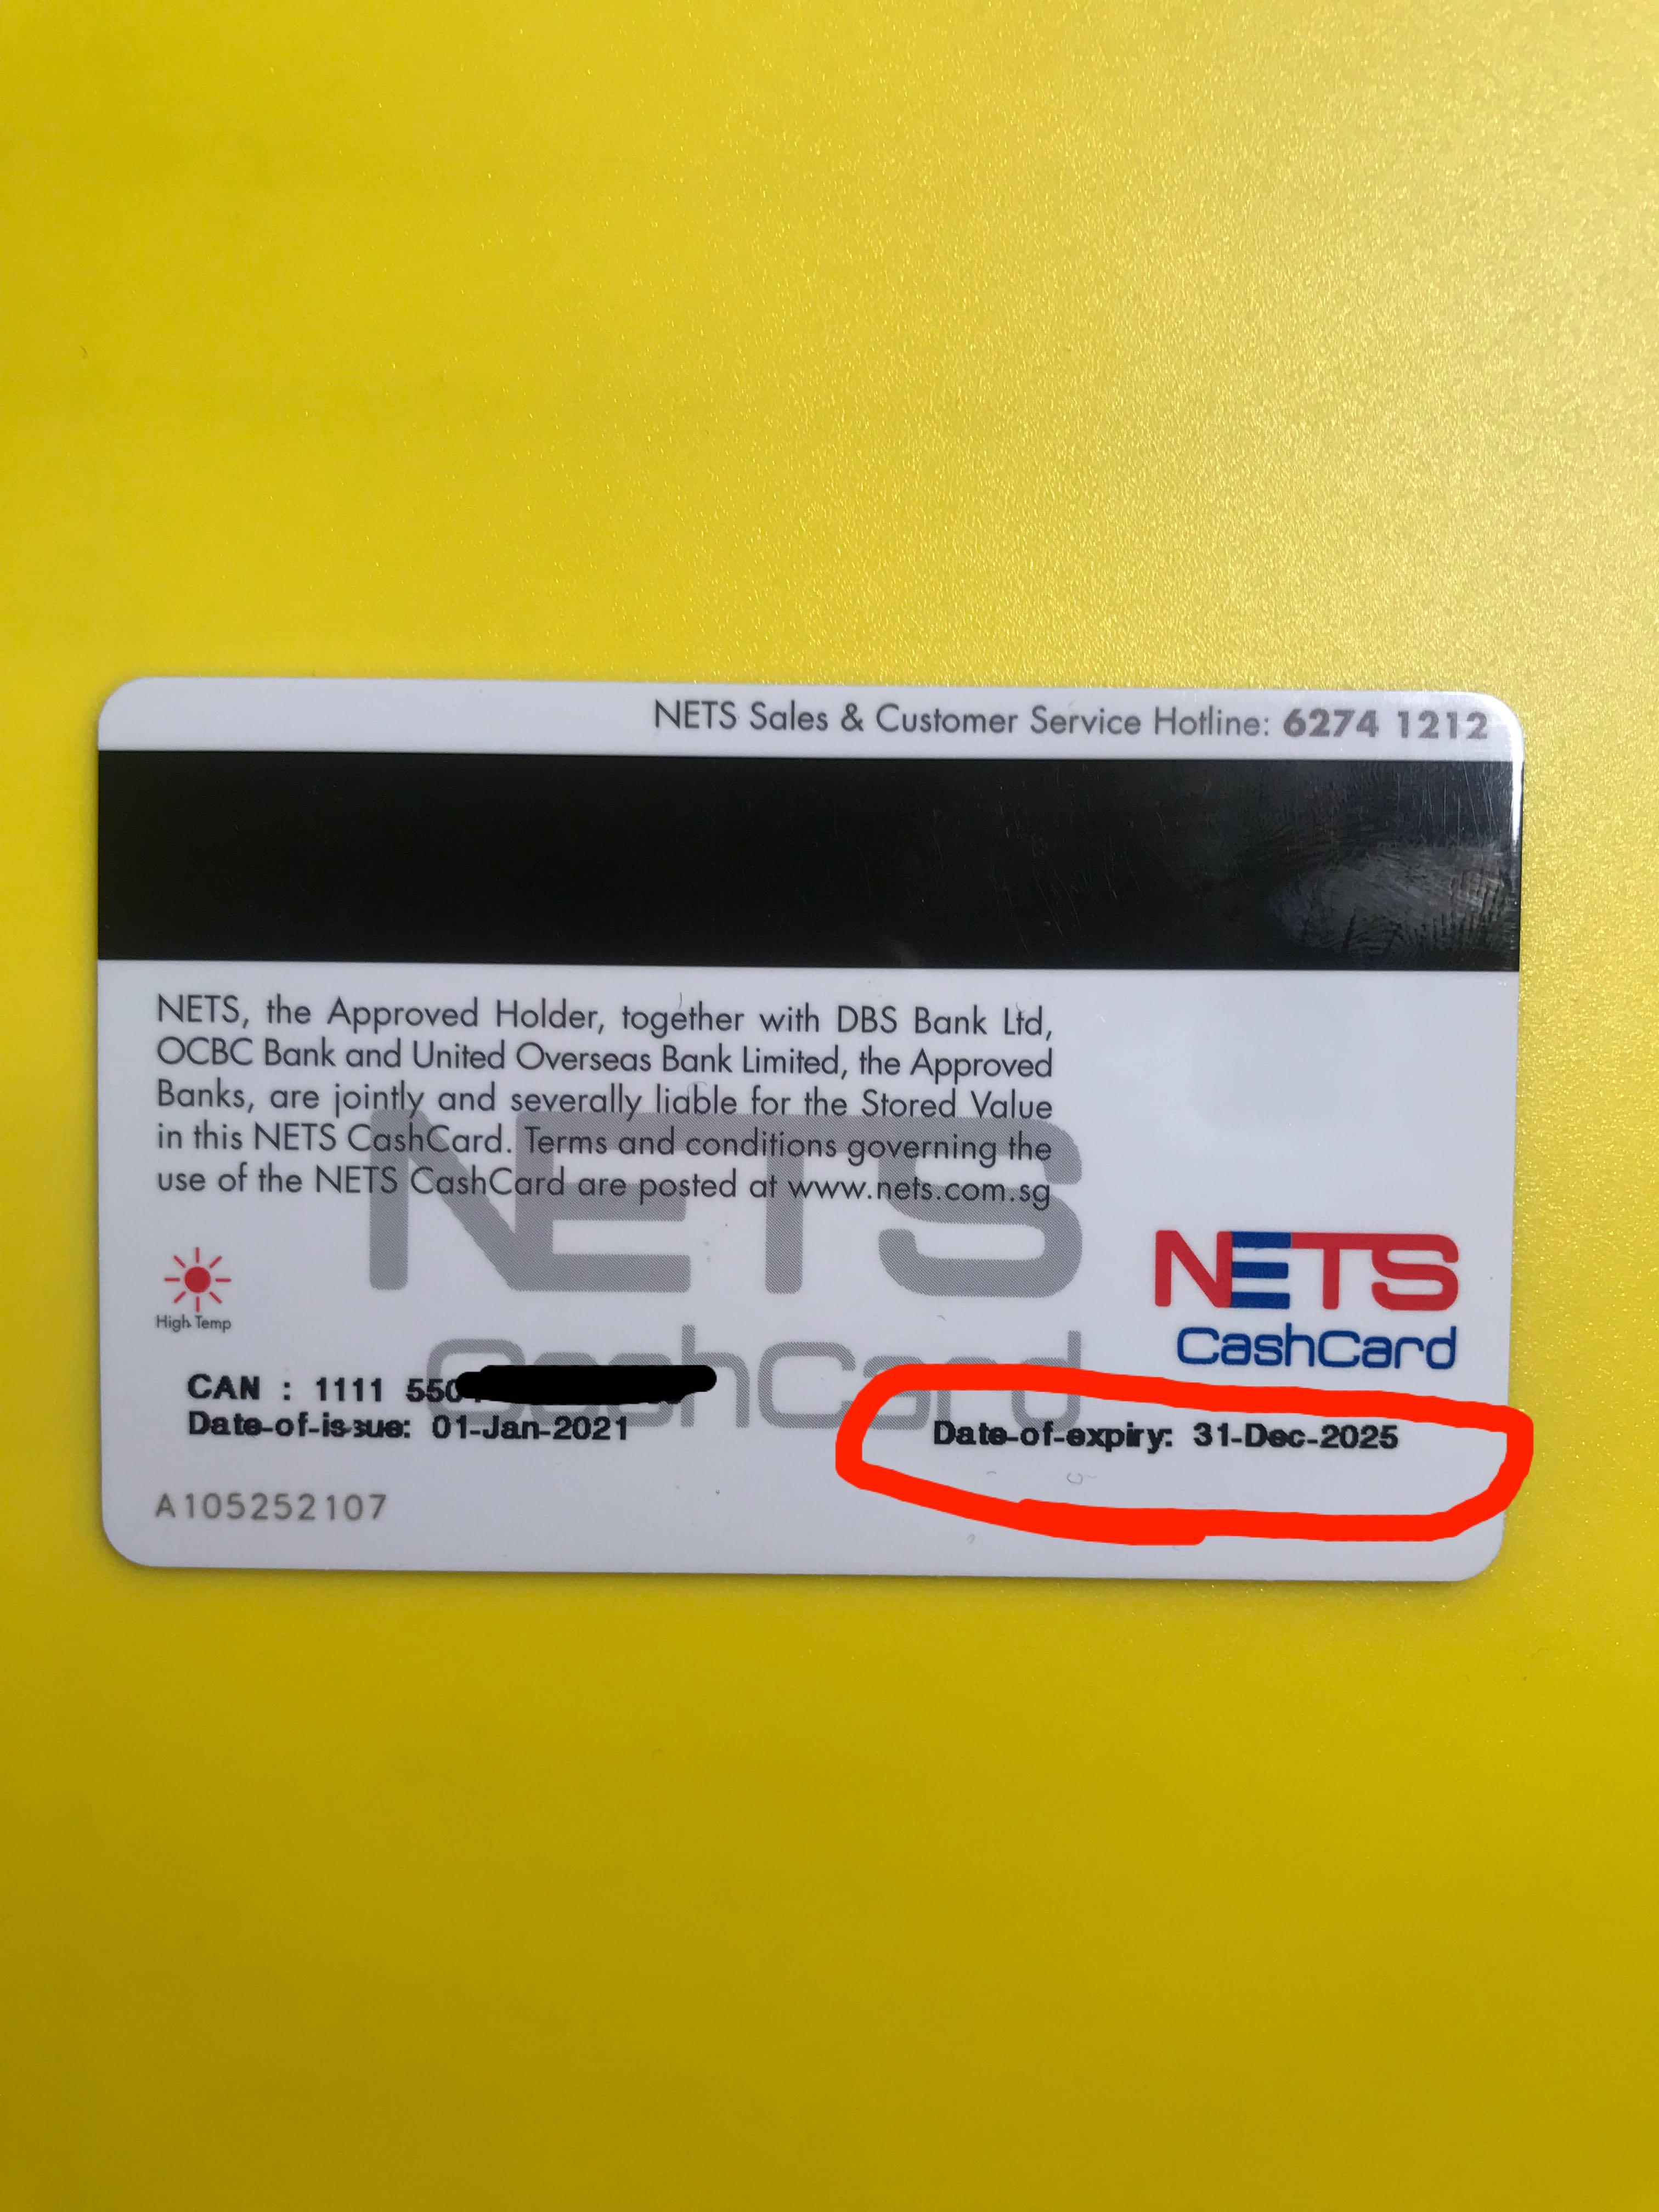 NETS Sales & Customer Service Hotline: 6274 1212
NETS, the Approved Holder, together with DBS Bank Ltd,
OCBC Bank and United Overseas Bank Limited, the Approved
Banks, are jointly and severally liable for the Stored Value
in this NETS CashCard. Terms and conditions governing the
use of the NETS CashCard are posted at www.nets.com.sg
NETS
CashCard
NETS
CashCard
High Temp
CAN : 1111 550
Date-of-issue: 01-Jan-2021
Date-of-expiry: 31-Dec-2025
A105252107